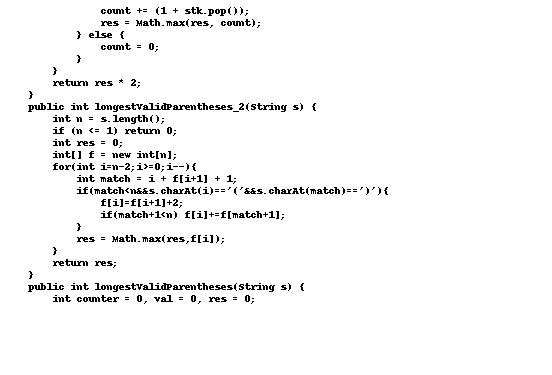 count += (1 + stk.pop());
            res = Math.max(res, count);
        } else {
            count = 0;
        }
    }
    return res * 2;
}
public int longestValidParentheses_2(String s) {
    int n = s.length();
    if (n <= 1) return 0;
    int res = 0;
    int[] f = new int[n];
    for(int i=n-2;i>=0;i--){
        int match = i + f[i+1] + 1;
        if(match<n&&s.charAt(i)=='('&&s.charAt(match)==')'){
            f[i]=f[i+1]+2;
            if(match+1<n) f[i]+=f[match+1];
        }
        res = Math.max(res,f[i]);
    }
    return res;
}
public int longestValidParentheses(String s) {
    int counter = 0, val = 0, res = 0;